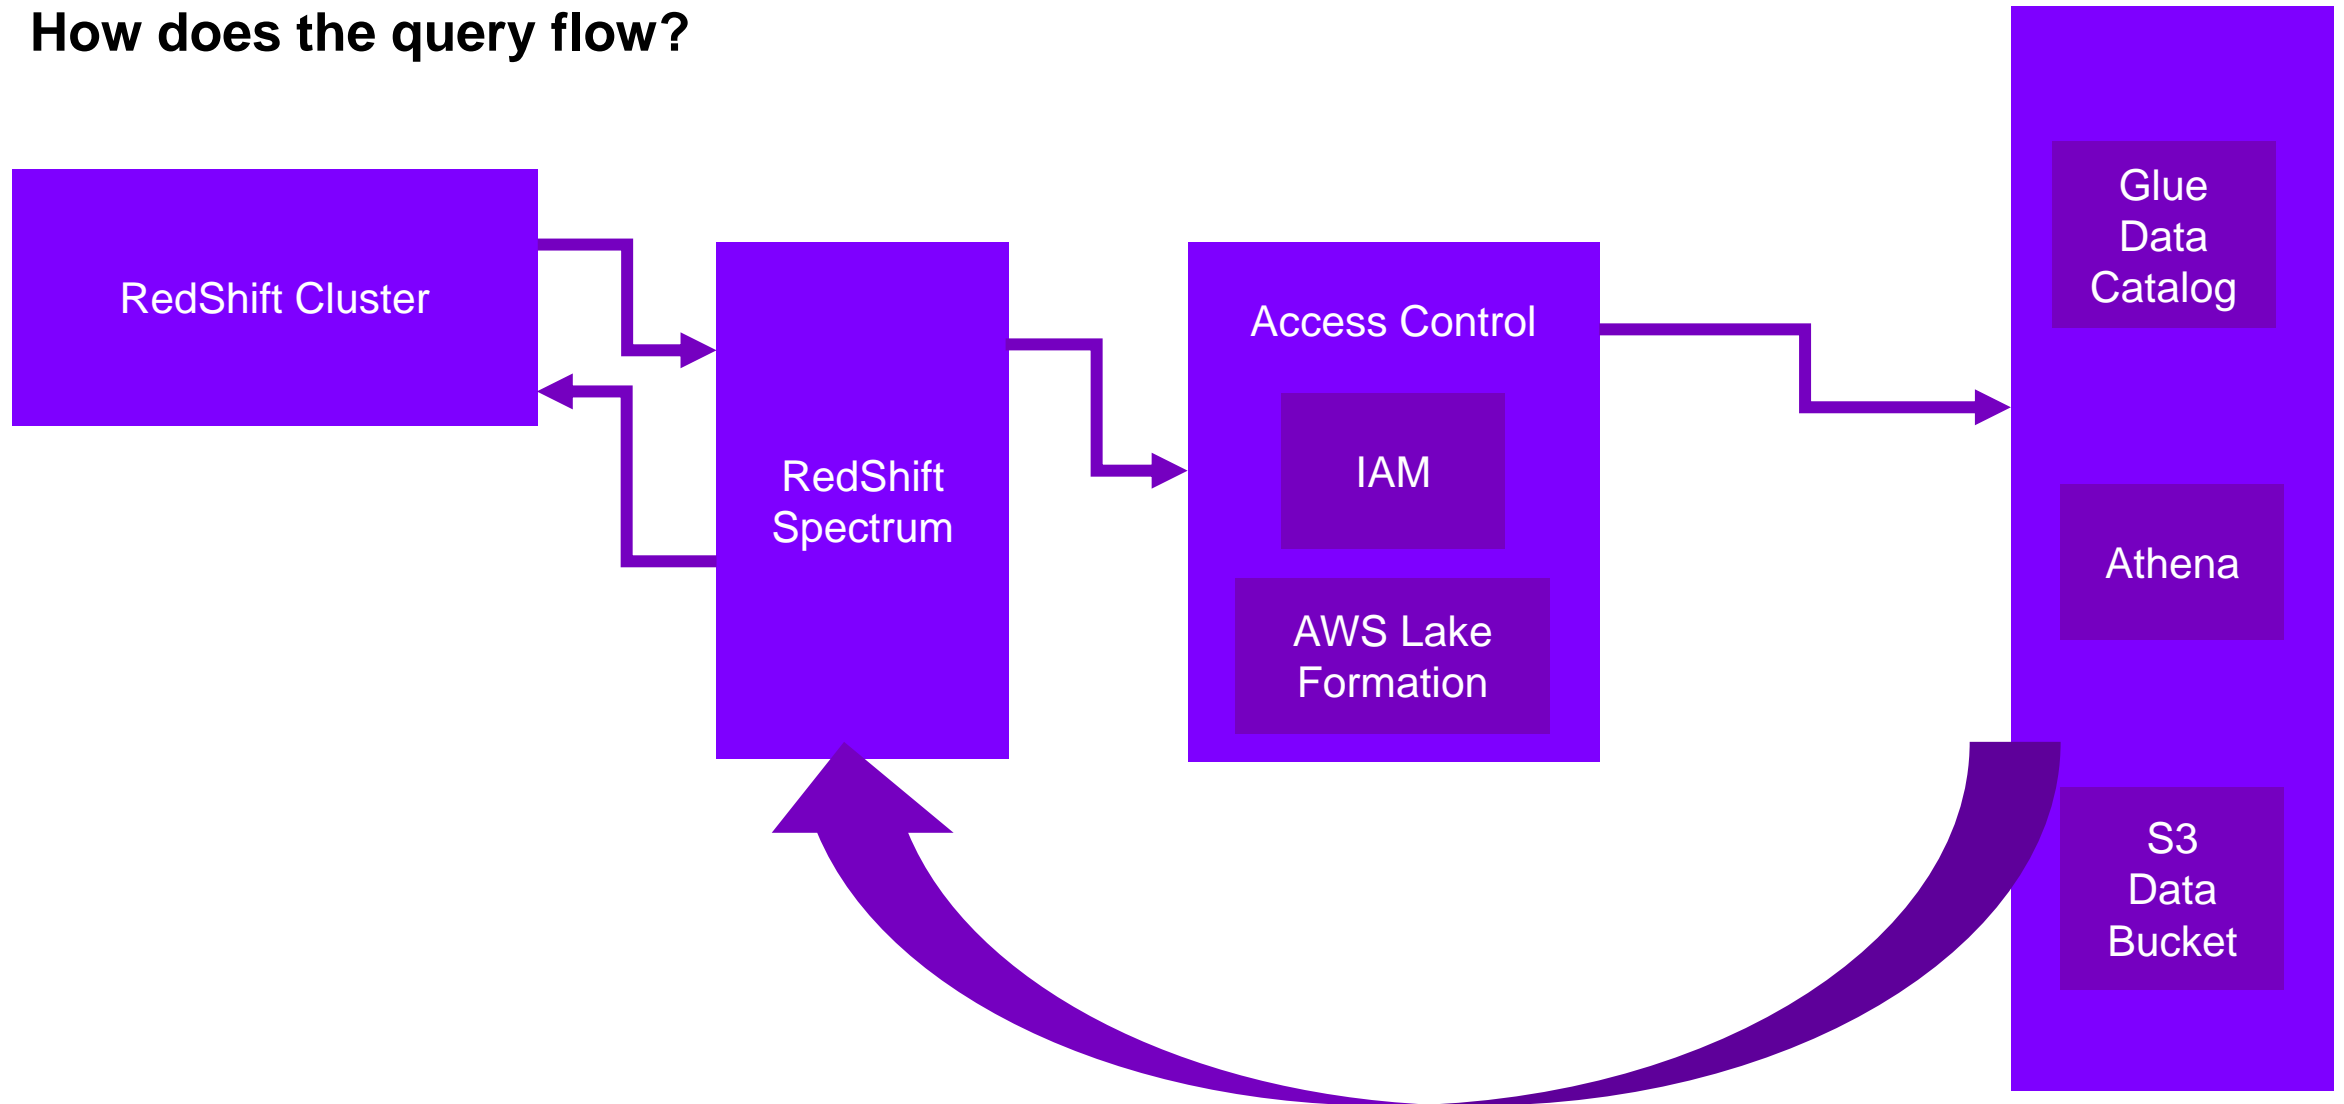 How does the query flow?
RedShift Cluster
RedShift
Spectrum
Access Control
IAM
AWS Lake
Formation
Glue
Data
Catalog
Athena
S3
Data
Bucket